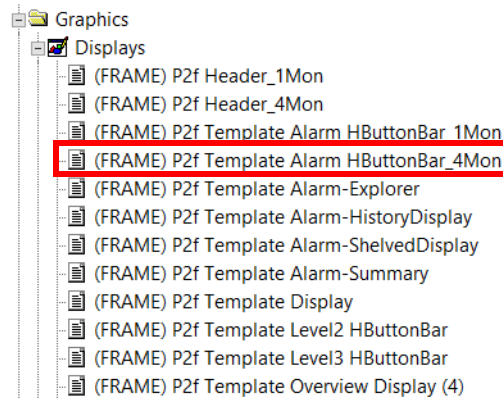 Graphics
Displays
(FRAME) P2f Header_1Mon
(FRAME) P2f Header_4Mon
(FRAME) P2f Template Alarm HButtonBar_1Mon
(FRAME) P2f Template Alarm HButtonBar_4Mon
(FRAME) P2f Template Alarm-Explorer
(FRAME) P2f Template Alarm-HistoryDisplay
(FRAME) P2f Template Alarm-ShelvedDisplay
(FRAME) P2f Template Alarm-Summary
(FRAME) P2f Template Display
(FRAME) P2f Template Level2 HButtonBar
(FRAME) P2f Template Level3 HButtonBar
(FRAME) P2f Template Overview Display (4)